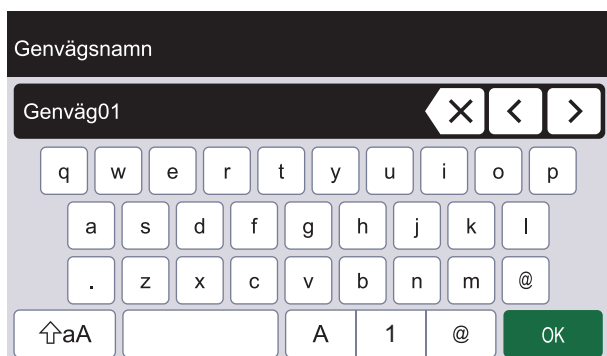 Genvägsnamn
Genväg01
q w e r t y u i o p
a s d f g h j k l
. z x c v b n m @
aA A 1 @ OK